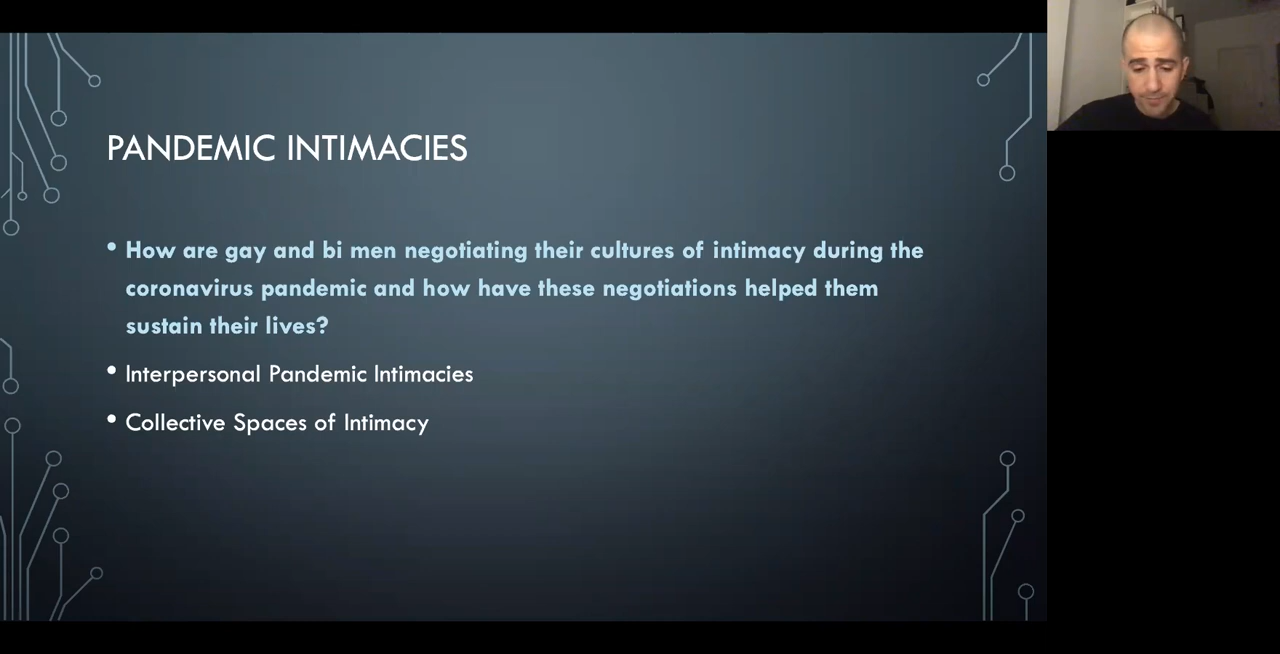 PANDEMIC INTIMACIES
• How are gay and bi men negotiating their cultures of intimacy during the
coronavirus pandemic and how have these negotiations helped them
sustain their lives?
• Interpersonal Pandemic Intimacies
• Collective Spaces of Intimacy